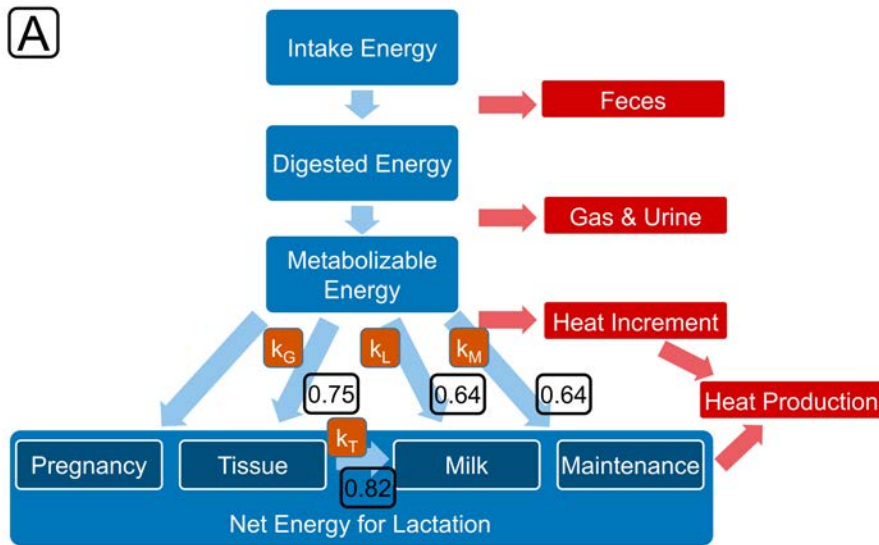 A
Intake Energy
Feces
Digested Energy
Gas & Urine
Metabolizable
Energy
Heat Increment
kG
kL
kM
0.75
0.64
0.64
Heat Production
kT
Pregnancy
Tissue
Milk
Maintenance
0.82
Net Energy for Lactation